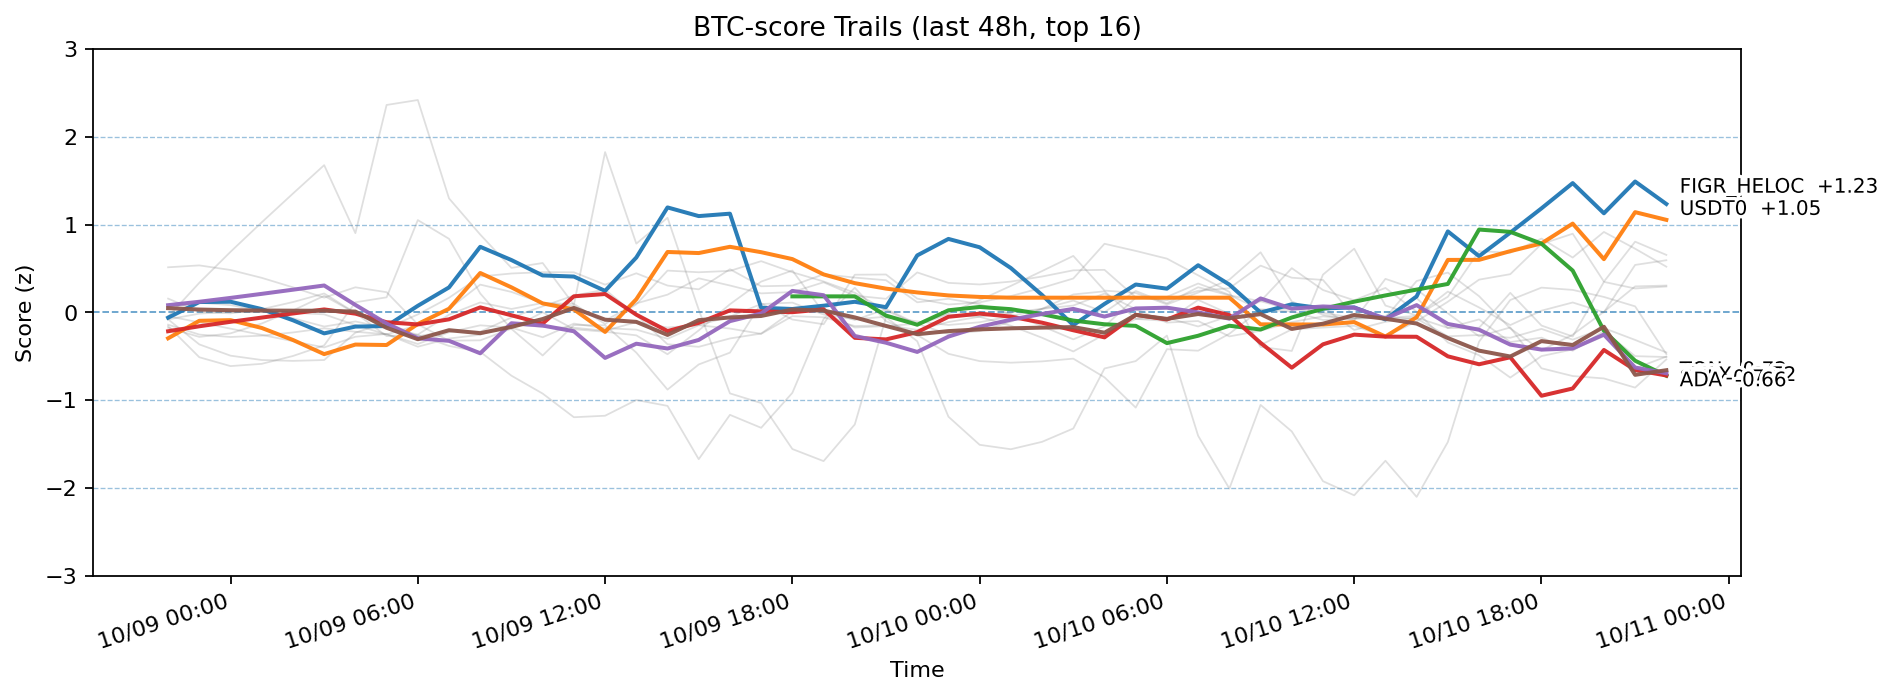 BTC-score Trails (last 48h, top 16)
Score (z)
3
2
1
0
−1
−2
−3
FIGR_HELOC +1.23
USDT0 +1.05
ADA -0.66
10/09 00:00
10/09 06:00
10/09 12:00
10/09 18:00
10/10 00:00
10/10 06:00
10/10 12:00
10/10 18:00
10/11 00:00
Time